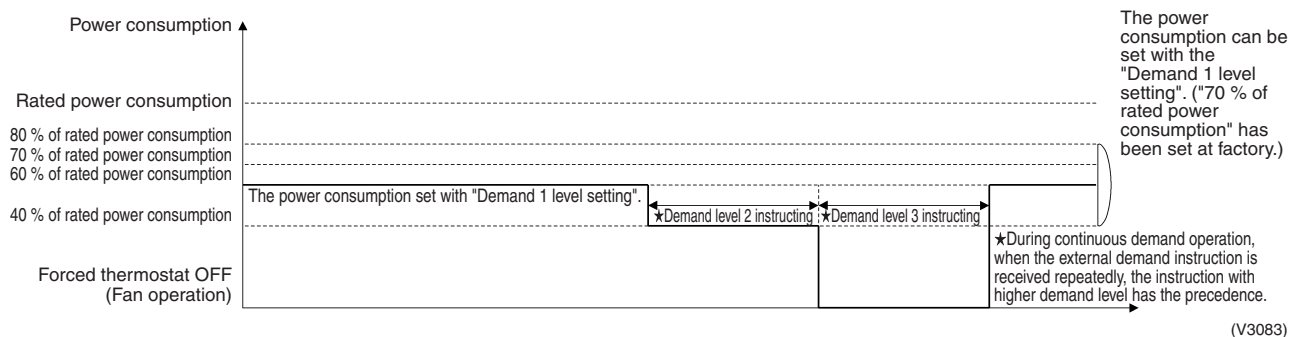 Power consumption
Rated power consumption
80 % of rated power consumption
70 % of rated power consumption
60 % of rated power consumption
40 % of rated power consumption
Forced thermostat OFF
(Fan operation)
The power consumption set with "Demand 1 level setting".
★Demand level 2 instructing
★Demand level 3 instructing
The power
consumption can be
set with the
"Demand 1 level
setting". ("70 % of
rated power
consumption" has
been set at factory.)
★During continuous demand operation,
when the external demand instruction is
received repeatedly, the instruction with
higher demand level has the precedence.
(V3083)